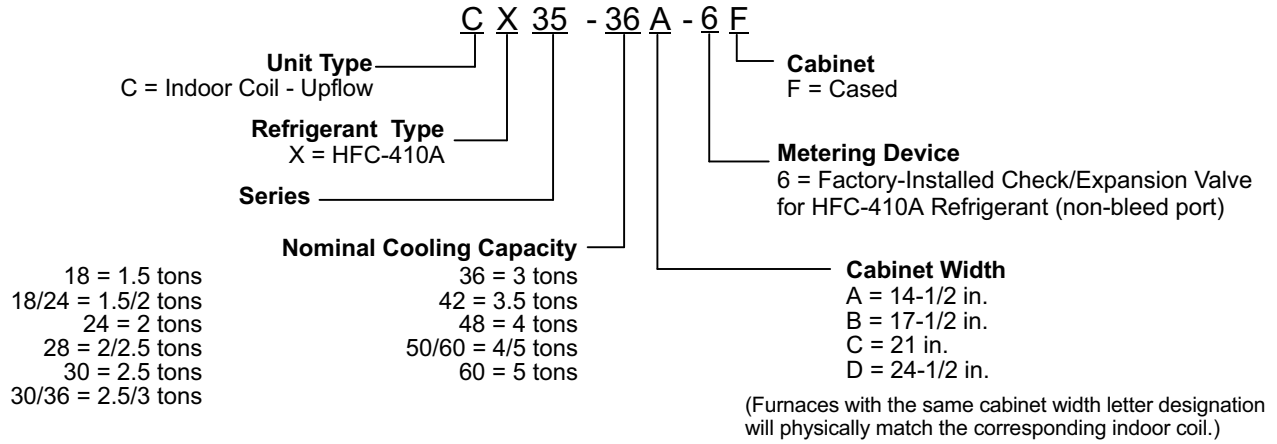 C X 35 - 36 A - 6 F
Unit Type
C = Indoor Coil - Upflow
Refrigerant Type
X = HFC-410A
Series
Nominal Cooling Capacity
18 = 1.5 tons
18/24 = 1.5/2 tons
24 = 2 tons
28 = 2/2.5 tons
30 = 2.5 tons
30/36 = 2.5/3 tons
36 = 3 tons
42 = 3.5 tons
48 = 4 tons
50/60 = 4/5 tons
60 = 5 tons
Cabinet
F = Cased
Metering Device
6 = Factory-Installed Check/Expansion Valve
for HFC-410A Refrigerant (non-bleed port)
Cabinet Width
A = 14-1/2 in.
B = 17-1/2 in.
C = 21 in.
D = 24-1/2 in.
(Furnaces with the same cabinet width letter designation
will physically match the corresponding indoor coil.)